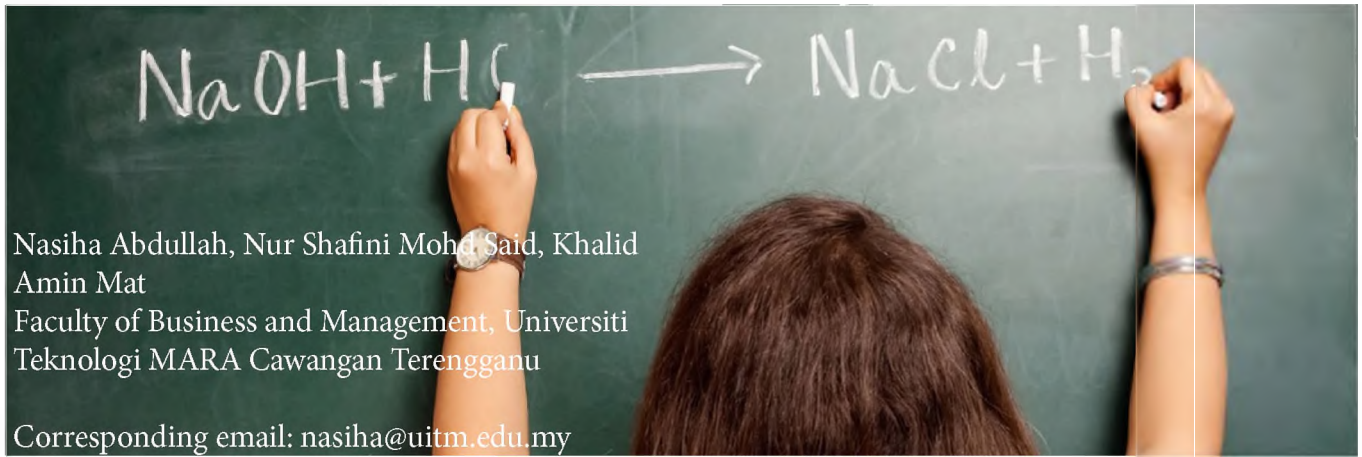 NaOH + HC → NaCl + H₂
Nasiha Abdullah, Nur Shafini Mohd Said, Khalid
Amin Mat
Faculty of Business and Management, Universiti
Teknologi MARA Cawangan Terengganu
Corresponding email: nasiha@uitm.edu.my